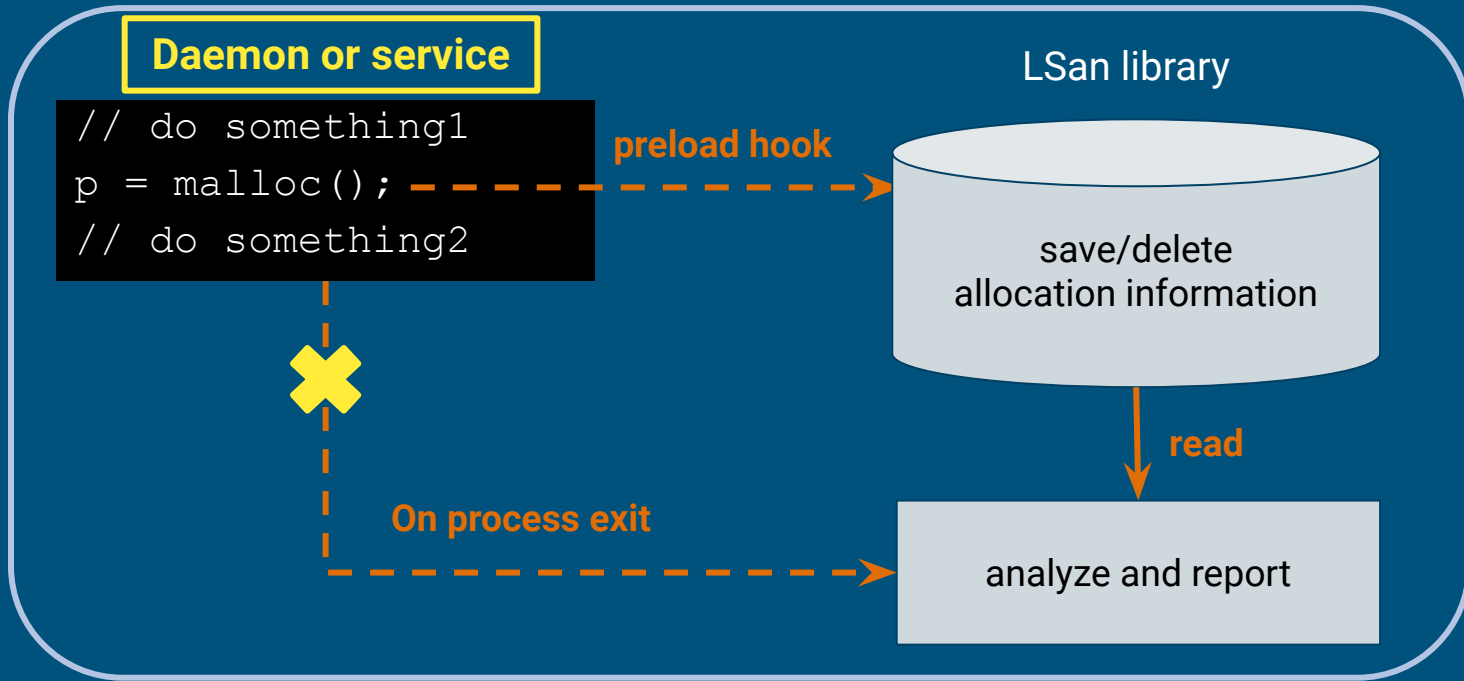 Daemon or service
// do something1
p = malloc();
// do something2
preload hook
LSan library
save/delete
allocation information
read
On process exit
analyze and report